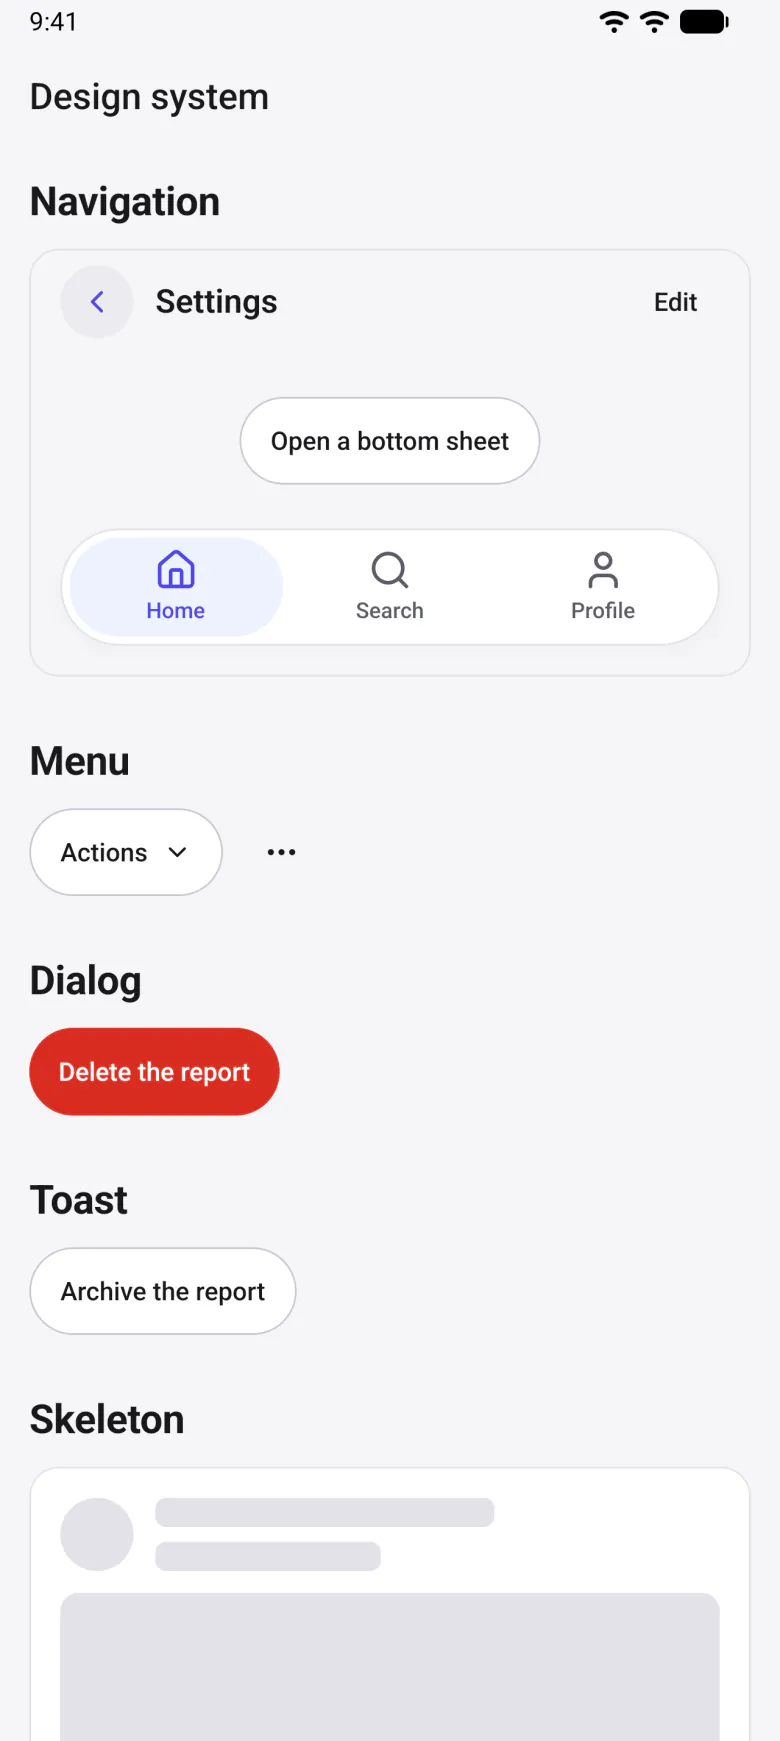 9:41
Design system
Navigation
Settings
Edit
Open a bottom sheet
Home
Search
Profile
Menu
Actions
Dialog
Delete the report
Toast
Archive the report
Skeleton